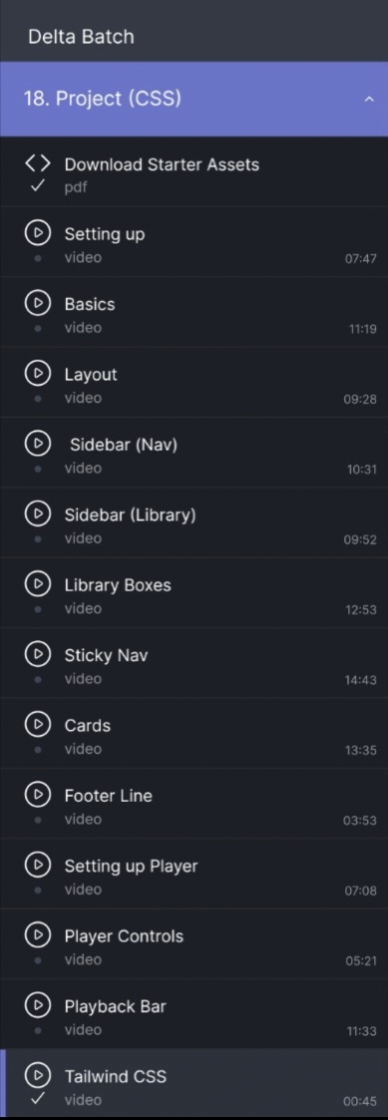 Delta Batch
18. Project (CSS)
Download Starter Assets
pdf
Setting up
video 07:47
Basics
video 11:19
Layout
video 09:28
Sidebar (Nav)
video 10:31
Sidebar (Library)
video 09:52
Library Boxes
video 12:53
Sticky Nav
video 14:43
Cards
video 13:35
Footer Line
video 03:53
Setting up Player
video 07:08
Player Controls
video 05:21
Playback Bar
video 11:33
Tailwind CSS
video 00:45